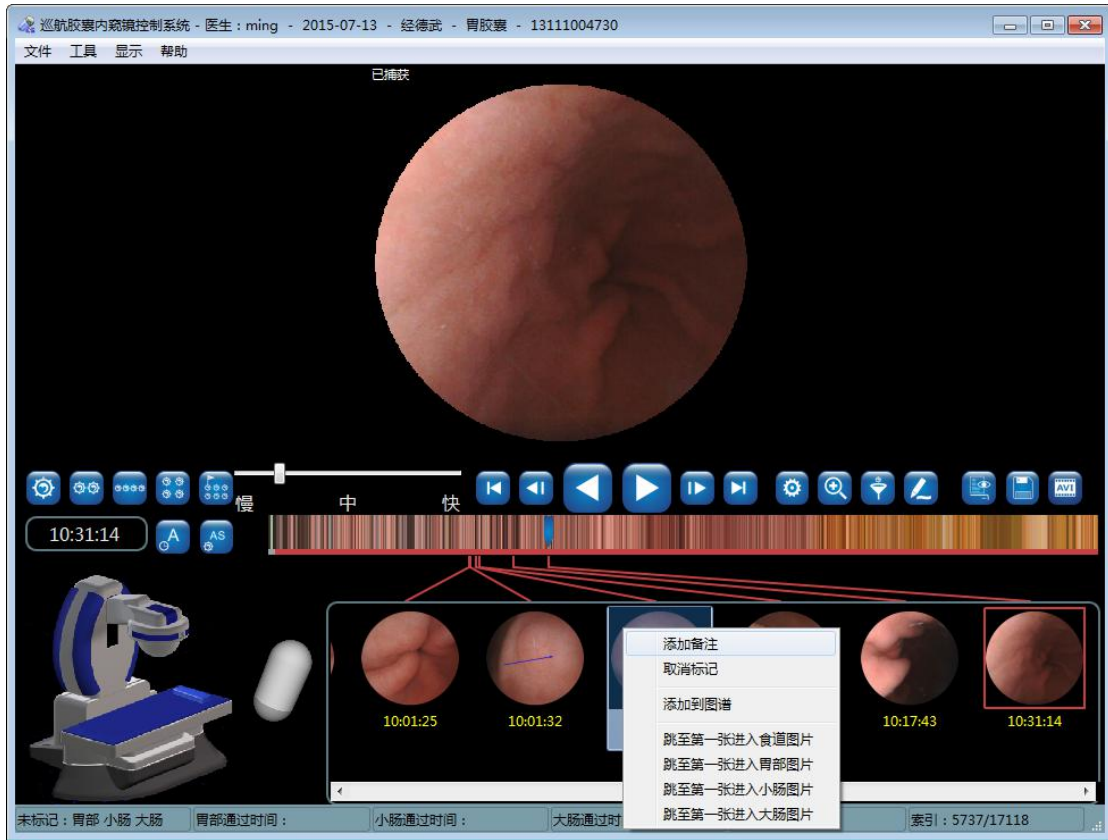 巡航胶囊内窥镜控制系统 - 医生：ming - 2015-07-13 - 经德武 - 胃胶囊 - 13111004730
文件 工具 显示 帮助
已捕获
慢 中 快
AVI
10:31:14 A AS
添加备注
取消标记
添加到图谱
跳至第一张进入食道图片
跳至第一张进入胃部图片
跳至第一张进入小肠图片
跳至第一张进入大肠图片
10:01:25 10:01:32 10:17:43 10:31:14
未标记：胃部 小肠 大肠 胃部通过时间： 小肠通过时间： 大肠通过时 索引：5737/17118